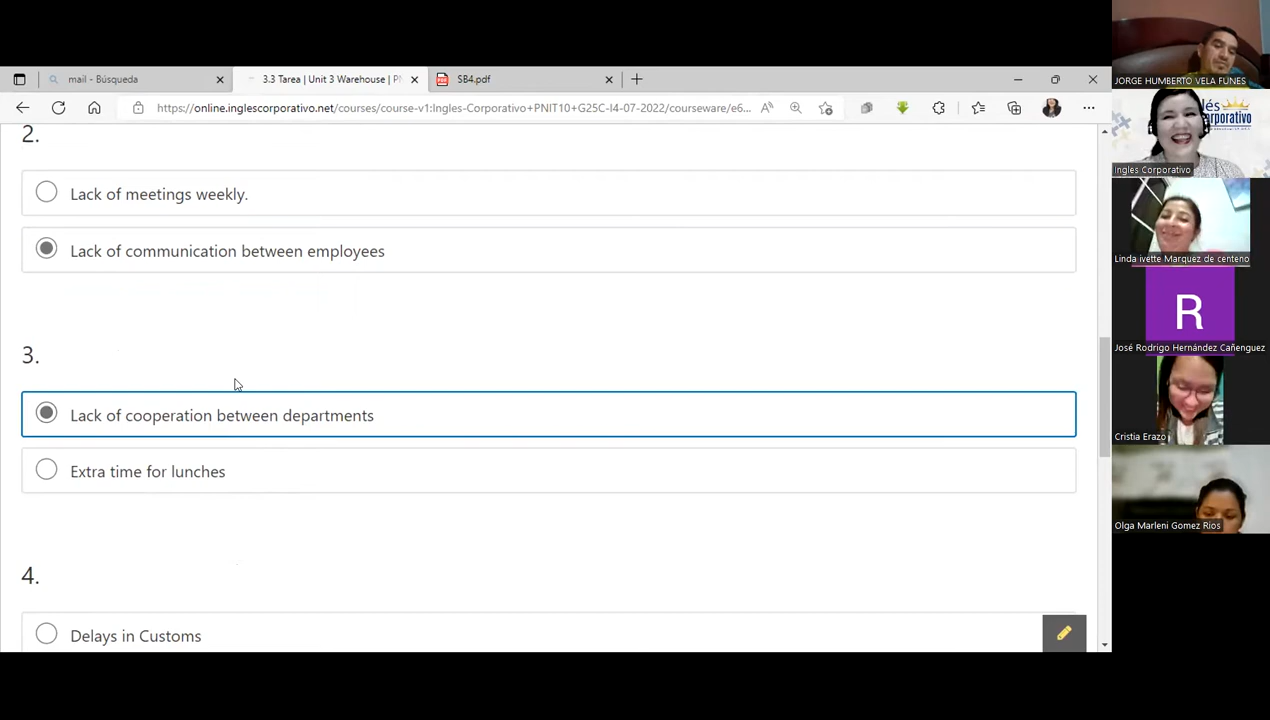 mail - Búsqueda
3.3 Tarea | Unit 3 Warehouse | PN
SB4.pdf
https://online.inglescorporativo.net/courses/course-v1:Ingles-Corporativo+PNIT10+G25C-I4-07-2022/courseware/e6...
2.
Lack of meetings weekly.
Lack of communication between employees
3.
Lack of cooperation between departments
Extra time for lunches
4.
Delays in Customs
JORGE HUMBERTO VELA FUNES
Ingles Corporativo
Linda ivette Marquez de centeno
R
José Rodrigo Hernández Cañenguez
Cristia Erazo
Olga Marleni Gomez Rios